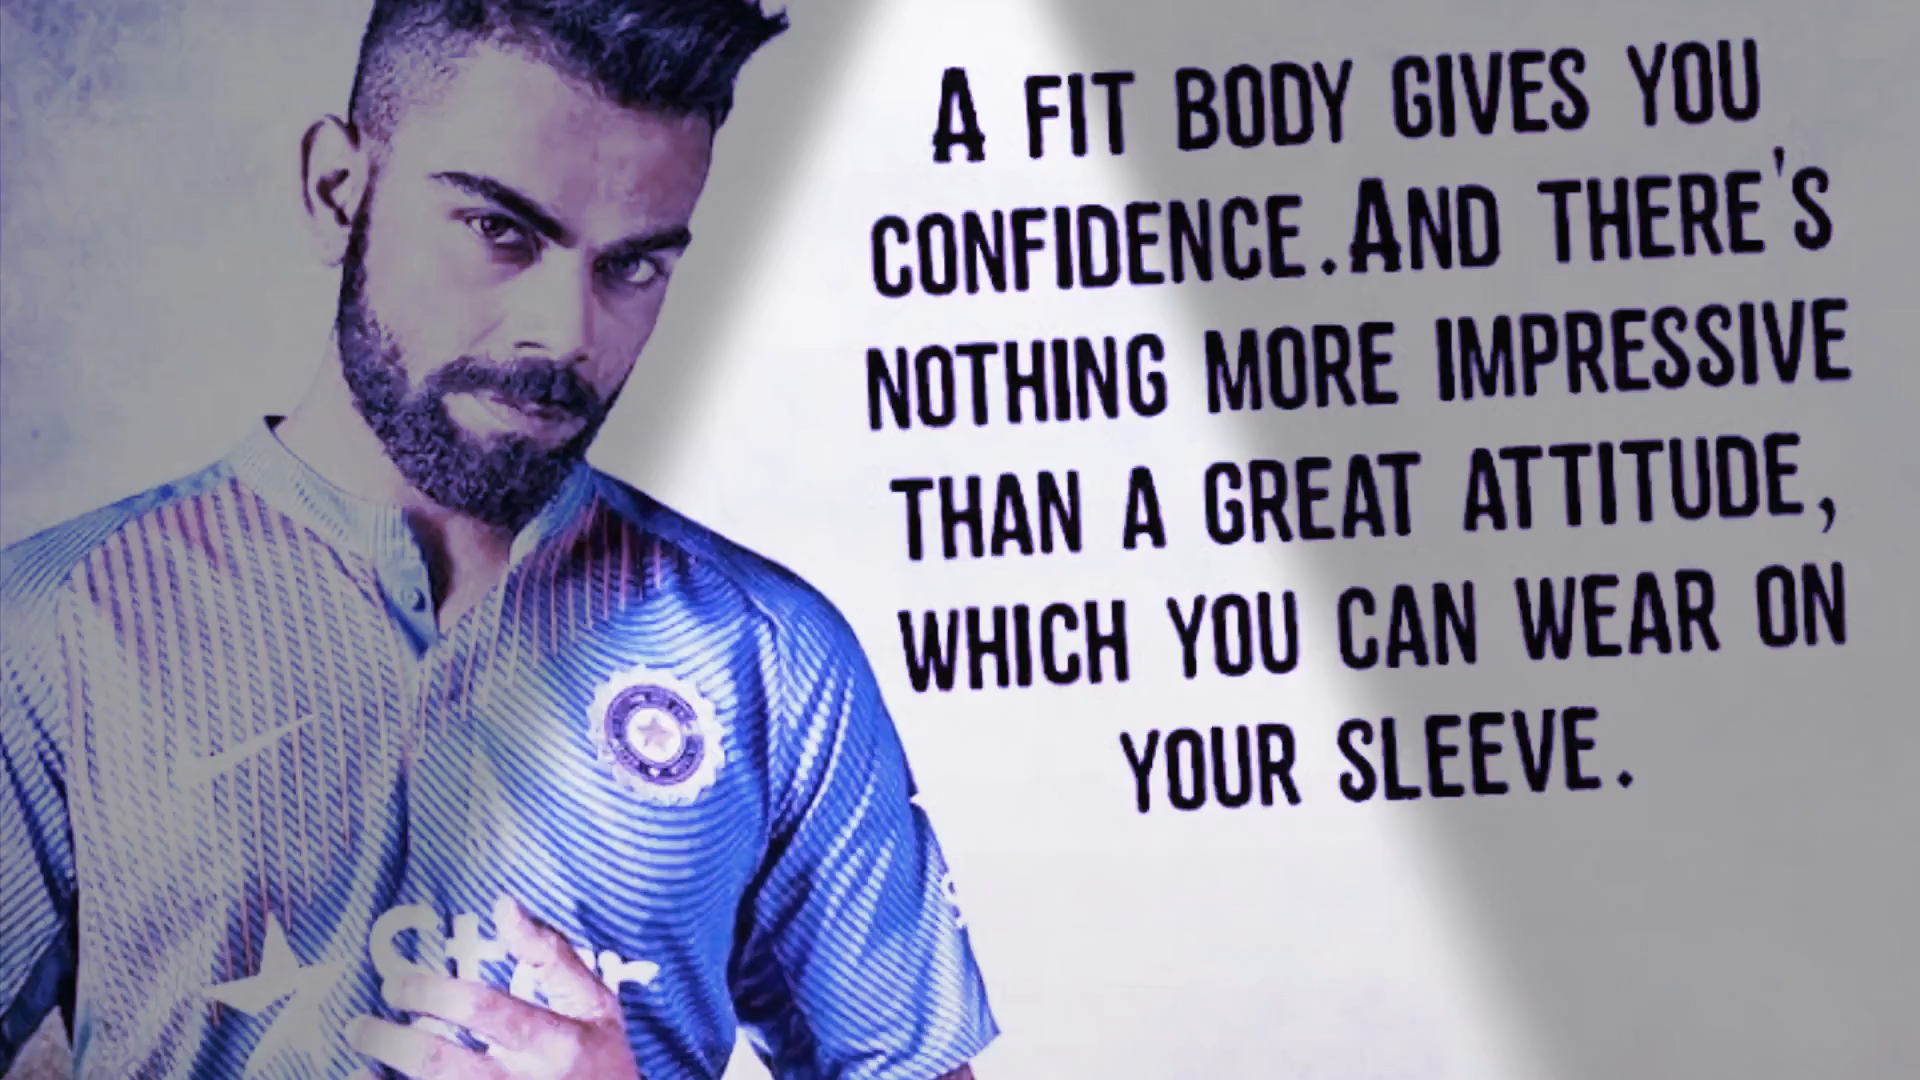 A FIT BODY GIVES YOU
CONFIDENCE.AND THERE'S
NOTHING MORE IMPRESSIVE
THAN A GREAT ATTITUDE,
WHICH YOU CAN WEAR ON
YOUR SLEEVE.